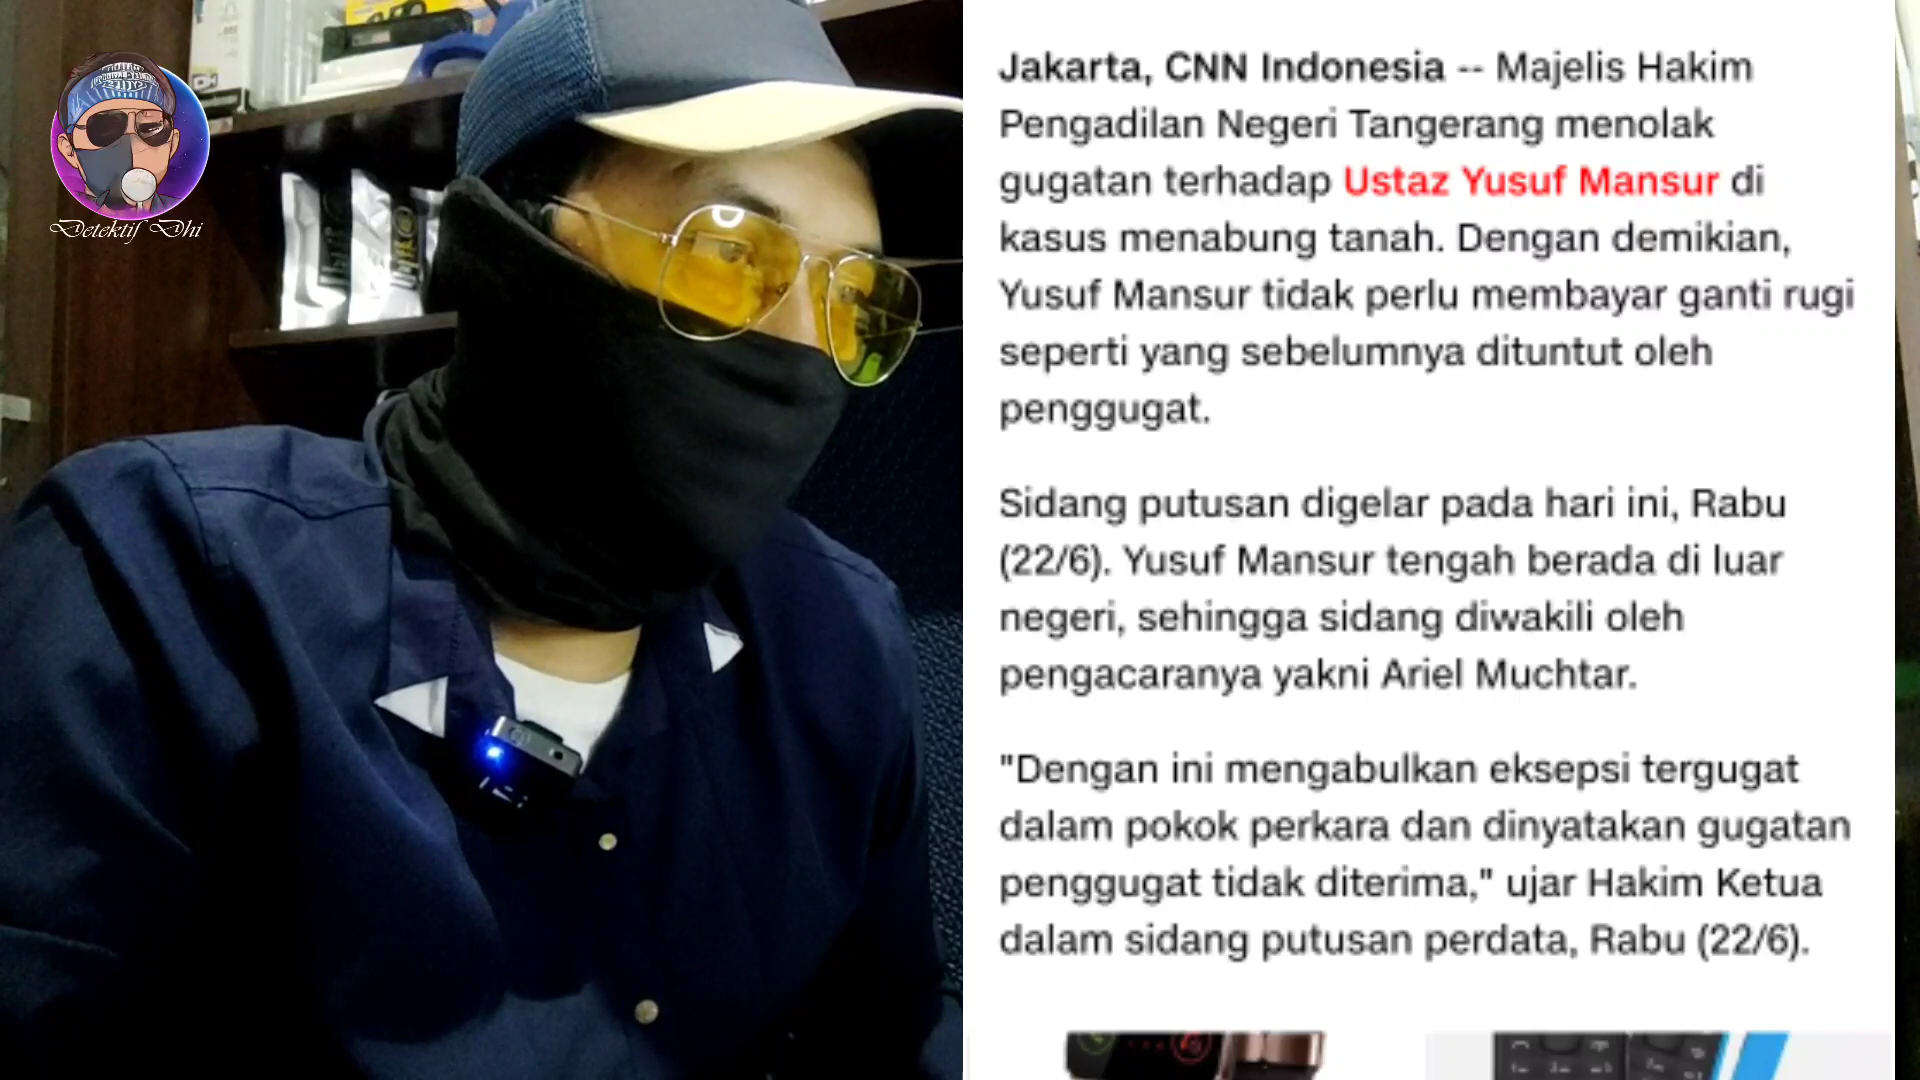 Detektif Dhi
Jakarta, CNN Indonesia -- Majelis Hakim
Pengadilan Negeri Tangerang menolak
gugatan terhadap Ustaz Yusuf Mansur di
kasus menabung tanah. Dengan demikian,
Yusuf Mansur tidak perlu membayar ganti rugi
seperti yang sebelumnya dituntut oleh
penggugat.
Sidang putusan digelar pada hari ini, Rabu
(22/6). Yusuf Mansur tengah berada di luar
negeri, sehingga sidang diwakili oleh
pengacaranya yakni Ariel Muchtar.
"Dengan ini mengabulkan eksepsi tergugat
dalam pokok perkara dan dinyatakan gugatan
penggugat tidak diterima," ujar Hakim Ketua
dalam sidang putusan perdata, Rabu (22/6).